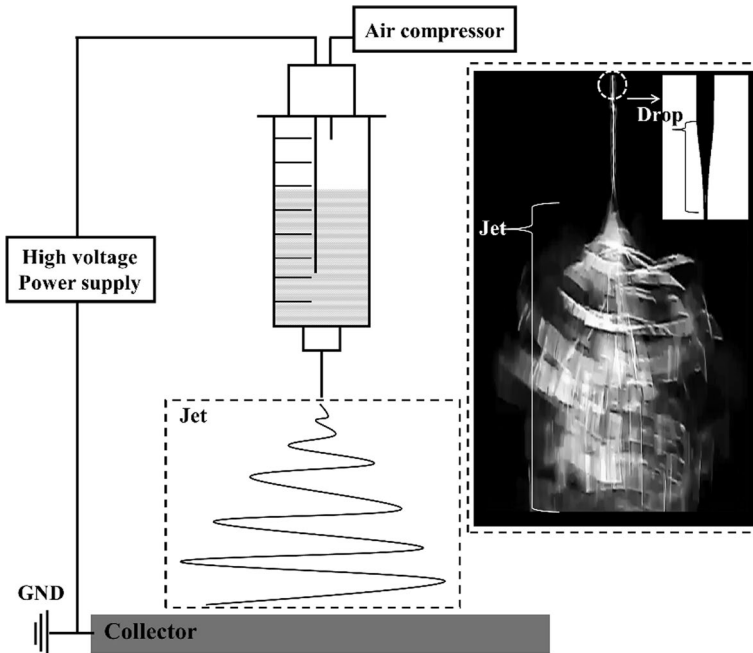 Air compressor
Drop
Jet
High voltage
Power supply
Jet
GND
Collector